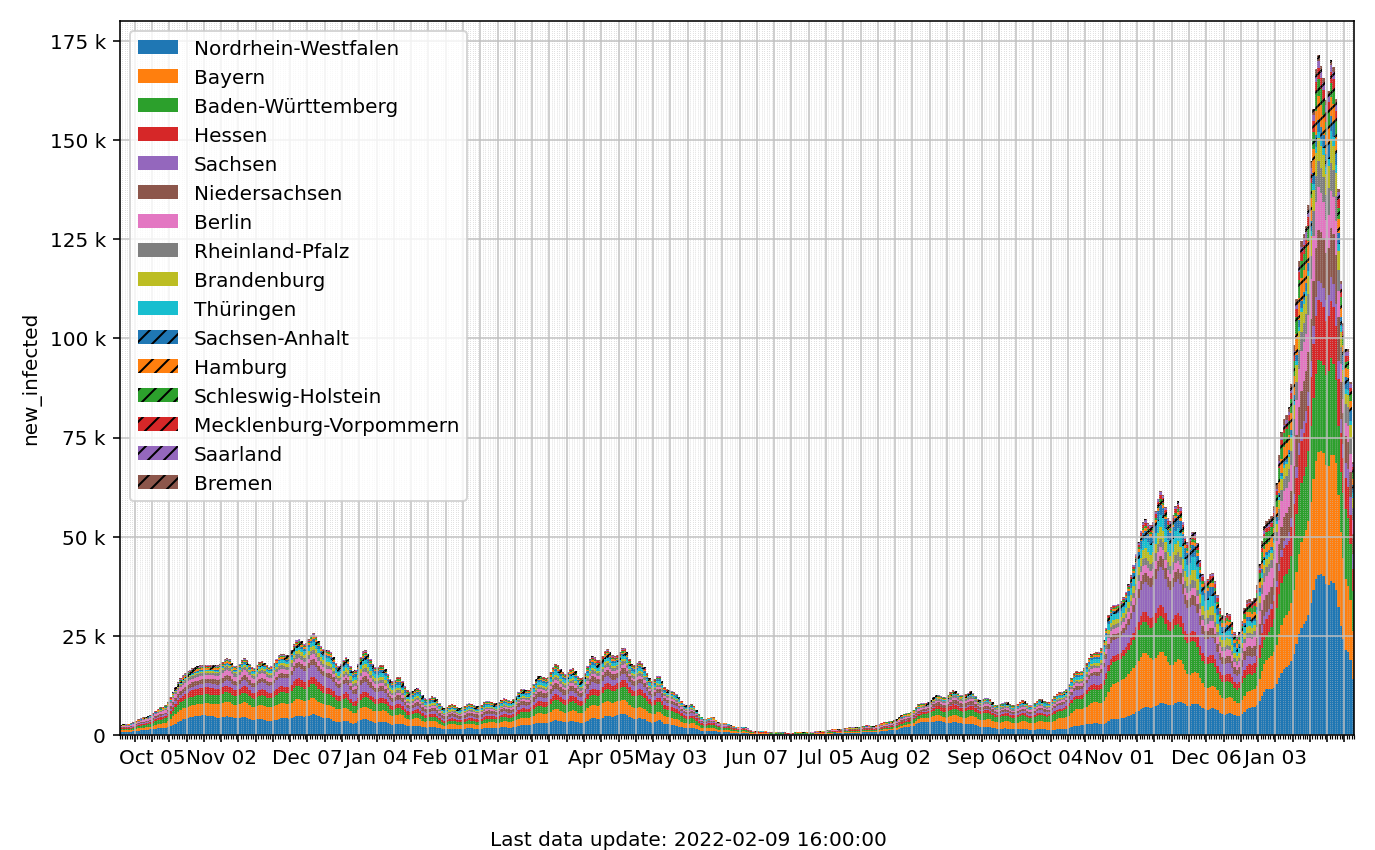 175 k
150 k
125 k
100 k
75 k
50 k
25 k
0
new_infected
Nordrhein-Westfalen
Bayern
Baden-Württemberg
Hessen
Sachsen
Niedersachsen
Berlin
Rheinland-Pfalz
Brandenburg
Thüringen
Sachsen-Anhalt
Hamburg
Schleswig-Holstein
Mecklenburg-Vorpommern
Saarland
Bremen
Oct 05 Nov 02 Dec 07 Jan 04 Feb 01 Mar 01 Apr 05 May 03 Jun 07 Jul 05 Aug 02 Sep 06 Oct 04 Nov 01 Dec 06 Jan 03
Last data update: 2022-02-09 16:00:00